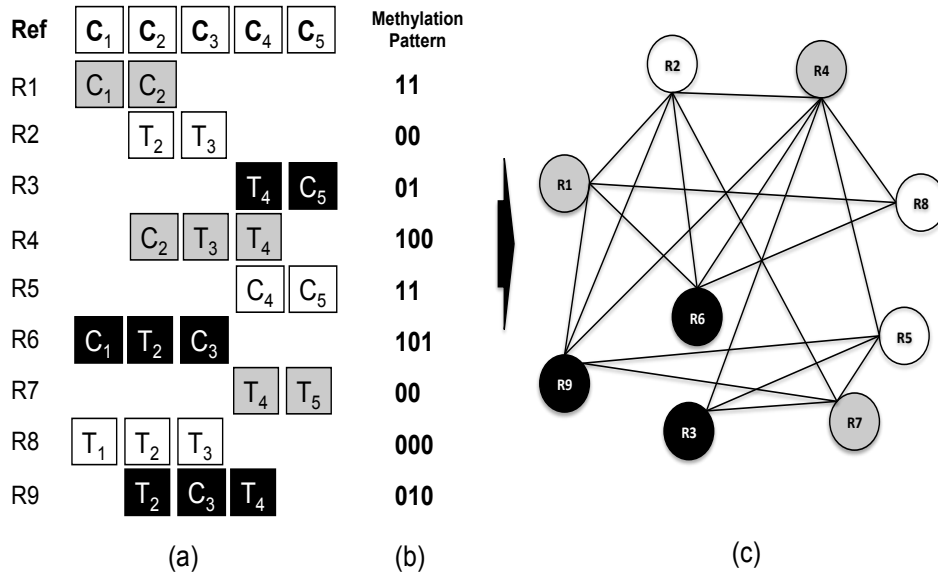 Ref C1 C2 C3 C4 C5
Methylation
Pattern
R1 C1 C2 11
R2 T2 T3 00
R3 T4 C5 01
R4 C2 T3 T4 100
R5 C4 C5 11
R6 C1 T2 C3 101
R7 T4 T5 00
R8 T1 T2 T3 000
R9 T2 C3 T4 010
(a)
(b)
R2
R4
R1
R8
R6
R5
R9
R3
R7
(c)